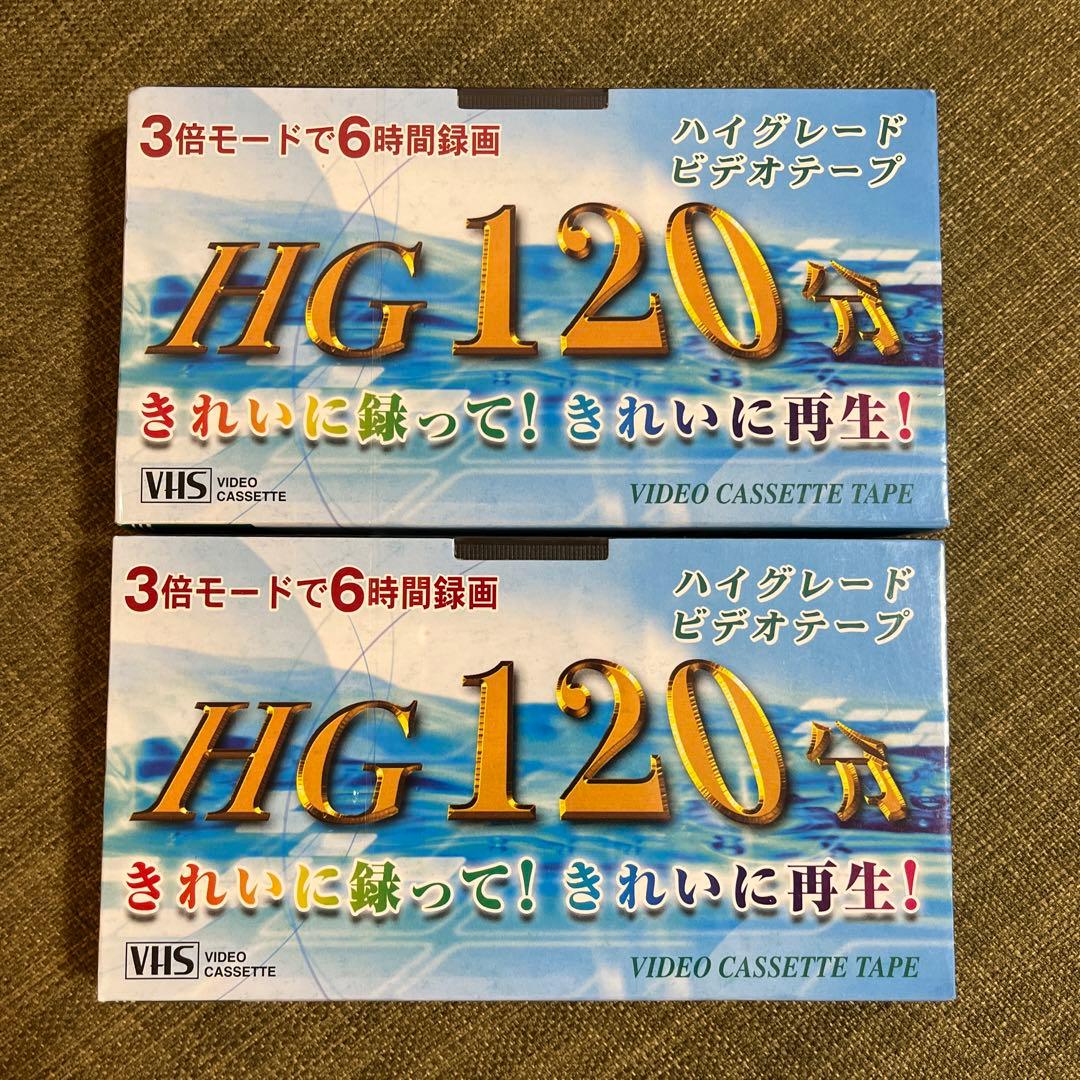 3倍モードで6時間録画
ハイグレード
ビデオテープ
HG120分
きれいに録って!きれいに再生!
VHS VIDEO
CASSETTE
VIDEO CASSETTE TAPE
3倍モードで6時間録画
ハイグレード
ビデオテープ
HG120分
きれいに録って!きれいに再生!
VHS VIDEO
CASSETTE
VIDEO CASSETTE TAPE